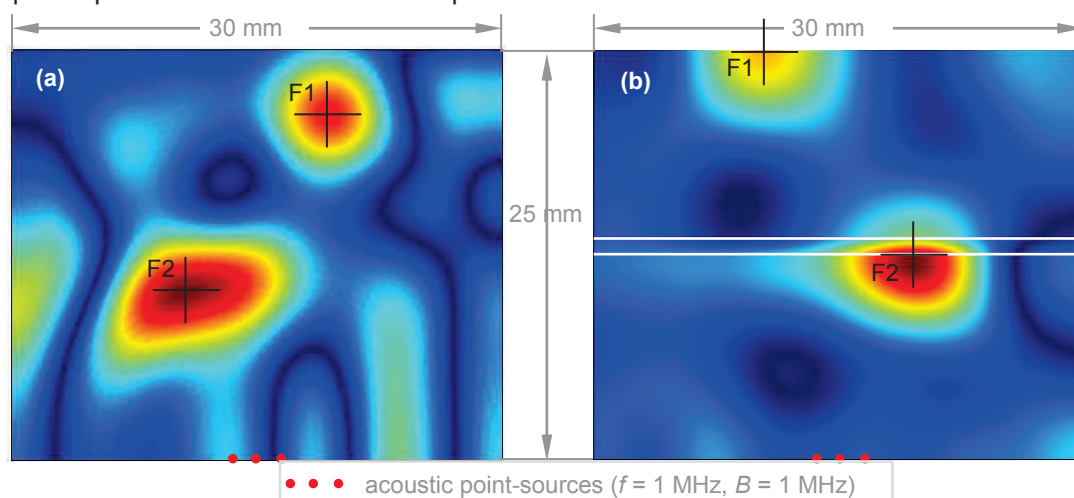 30 mm
30 mm
(a)
F1
F2
25 mm
(b)
F1
F2
acoustic point-sources (f = 1 MHz, B = 1 MHz)